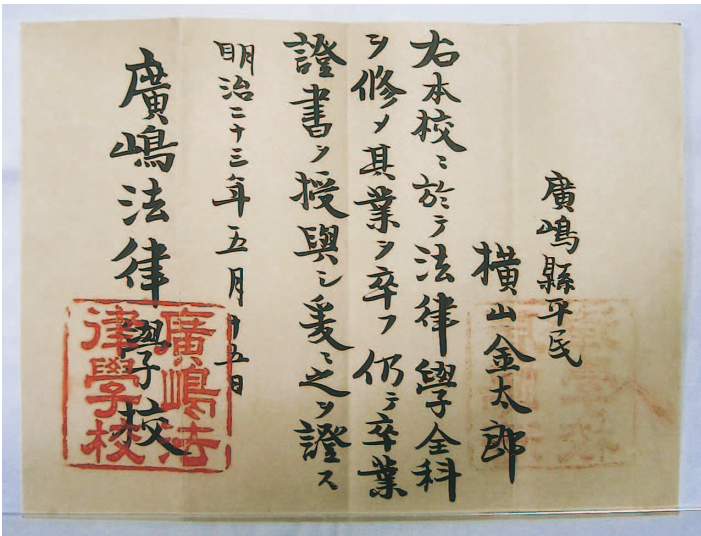 廣嶋縣平民
橫山金太郎
右本校ニ於テ法律學全科
ヲ修メ其業ヲ卒フ仍テ卒業
證書ヲ授與シ爰ニ之ヲ證ス
明治二十三年五月十五日
廣嶋法律學校
廣嶋法
律學校